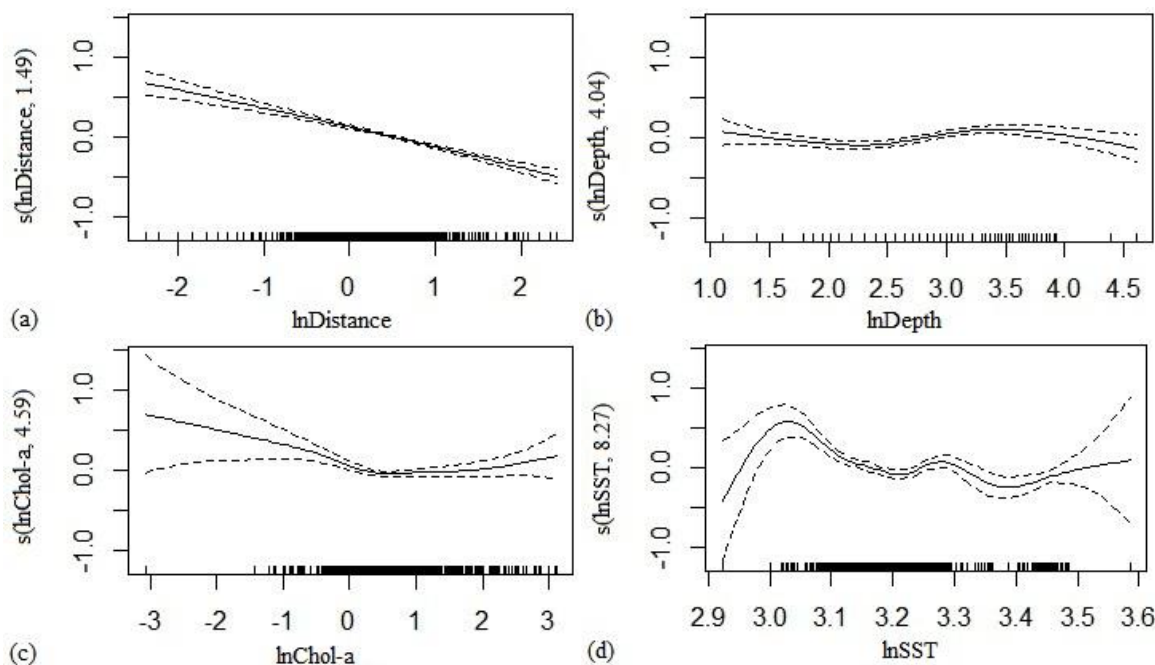 s(lnDistance, 1.49)
1.0
0.0
-1.0
-2 -1 0 1 2
lnDistance
(a)
s(lnDepth, 4.04)
1.0
0.0
-1.0
1.0 1.5 2.0 2.5 3.0 3.5 4.0 4.5
lnDepth
(b)
s(lnChol-a, 4.59)
1.0
0.0
-1.0
-3 -2 -1 0 1 2 3
lnChol-a
(c)
s(lnSST, 8.27)
1.0
0.0
-1.0
2.9 3.0 3.1 3.2 3.3 3.4 3.5 3.6
lnSST
(d)